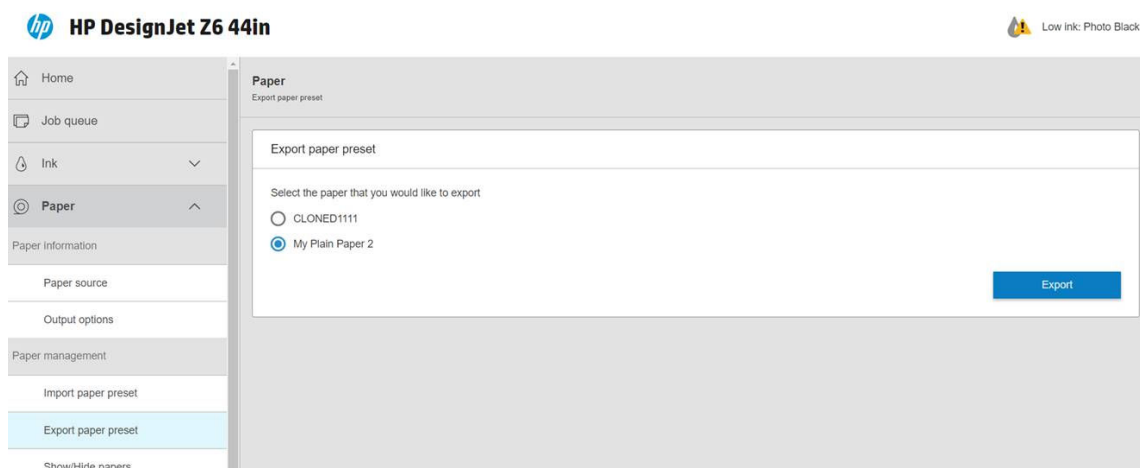 hp HP DesignJet Z6 44in
Low ink: Photo Black
Home
Job queue
Ink
Paper
Paper information
Paper source
Output options
Paper management
Import paper preset
Export paper preset
Show/Hide papers
Paper
Export paper preset
Export paper preset
Select the paper that you would like to export
CLONED1111
My Plain Paper 2
Export